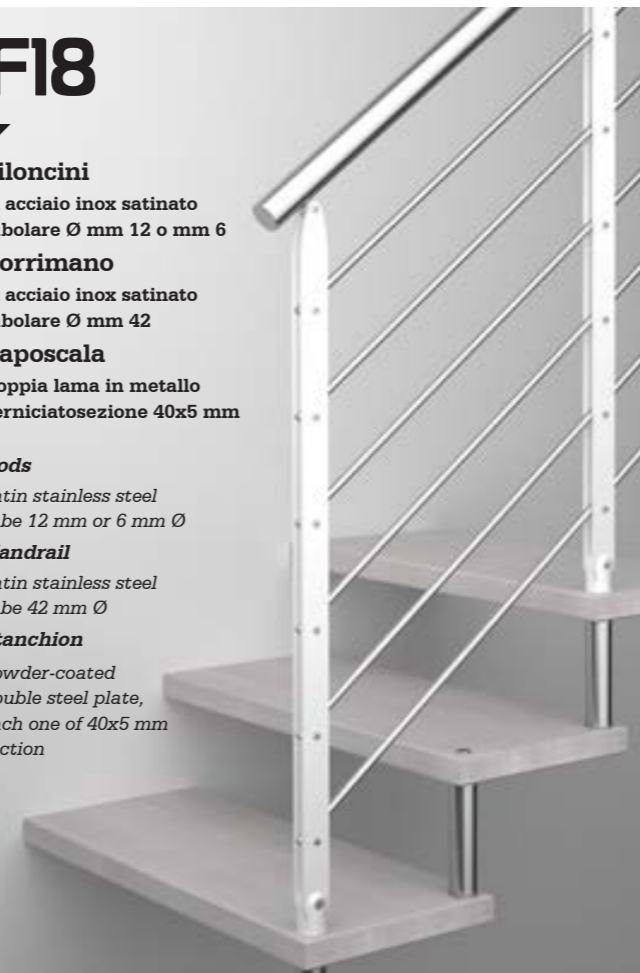 F18
iloncini
acciaio inox satinato
bolare Ø mm 12 o mm 6
orrimano
acciaio inox satinato
bolare Ø mm 42
aposcala
oppia lama in metallo
erniciatosezione 40x5 mm
ods
tin stainless steel
be 12 mm or 6 mm Ø
andrail
tin stainless steel
be 42 mm Ø
tanchion
owder-coated
ouble steel plate,
ach one of 40x5 mm
ction